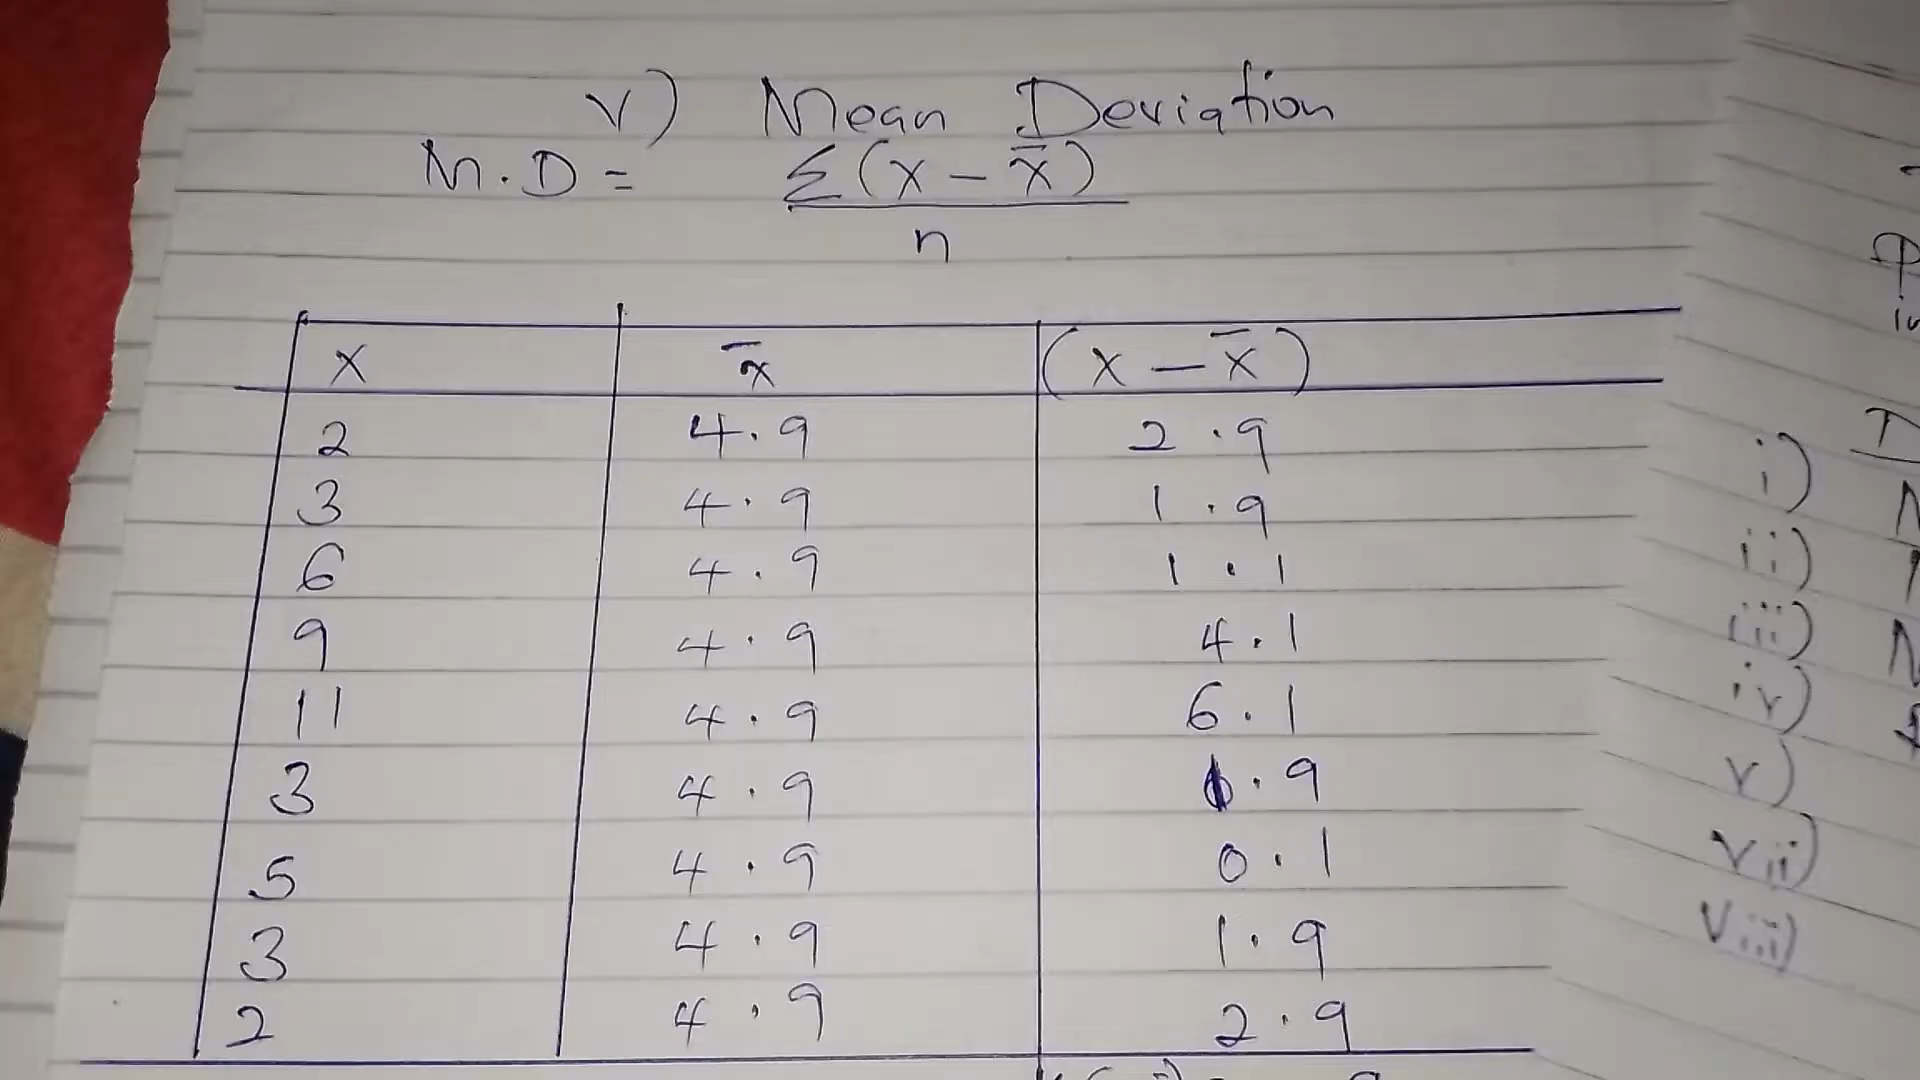 v) Mean Deviation
M.D = Σ(x - x̄)
n
x x̄ (x - x̄)
2 4.9 2.9
3 4.9 1.9
6 4.9 1.1
9 4.9 4.1
11 4.9 6.1
3 4.9 1.9
5 4.9 0.1
3 4.9 1.9
2 4.9 2.9
i)
ii)
iii)
iv)
v)
vii)
viii)